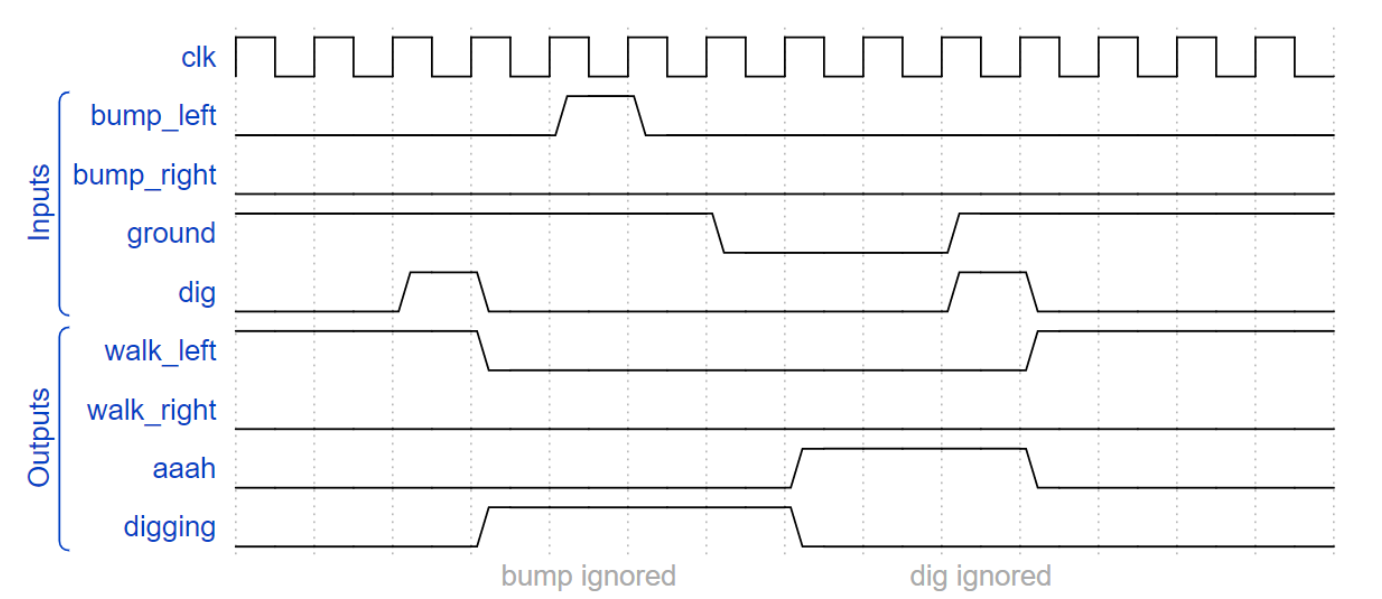 clk
Inputs
bump_left
bump_right
ground
dig
Outputs
walk_left
walk_right
aaah
digging
bump ignored
dig ignored